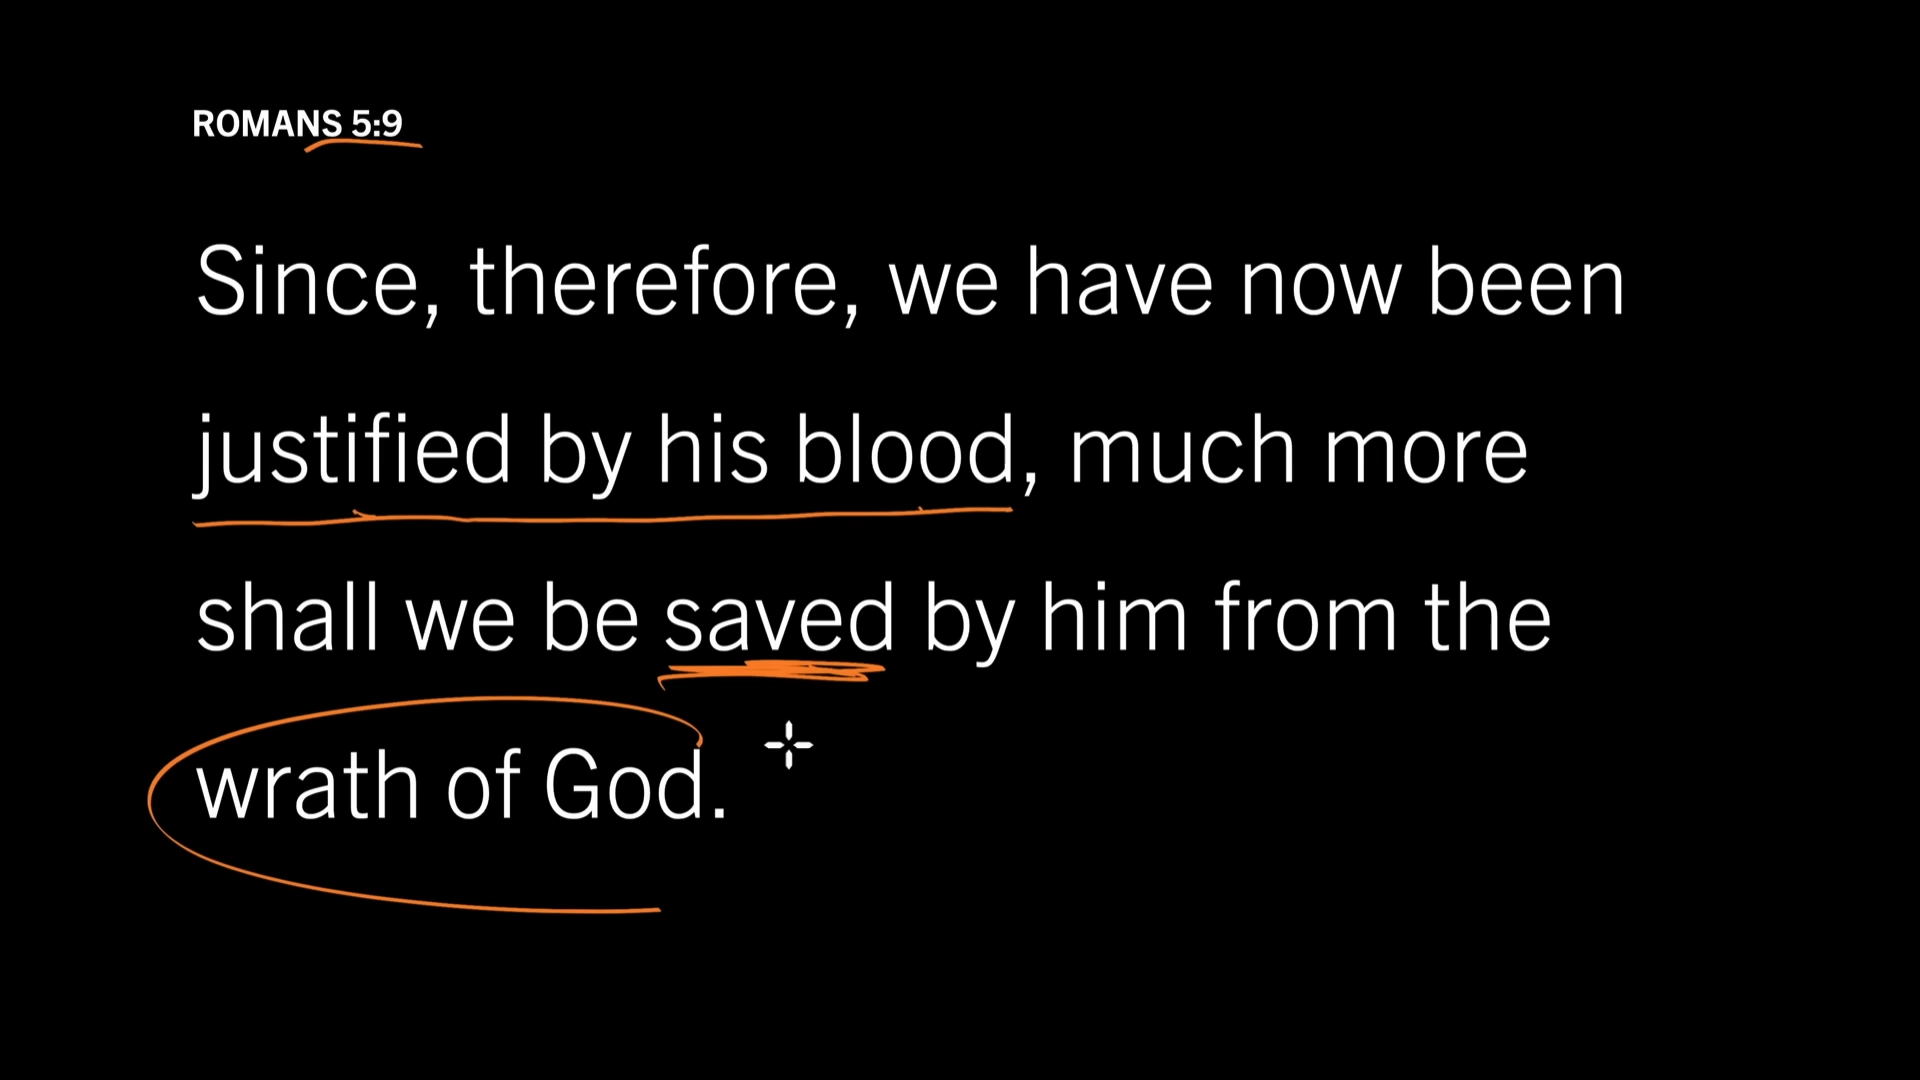 ROMANS 5:9
Since, therefore, we have now been
justified by his blood, much more
shall we be saved by him from the
wrath of God.